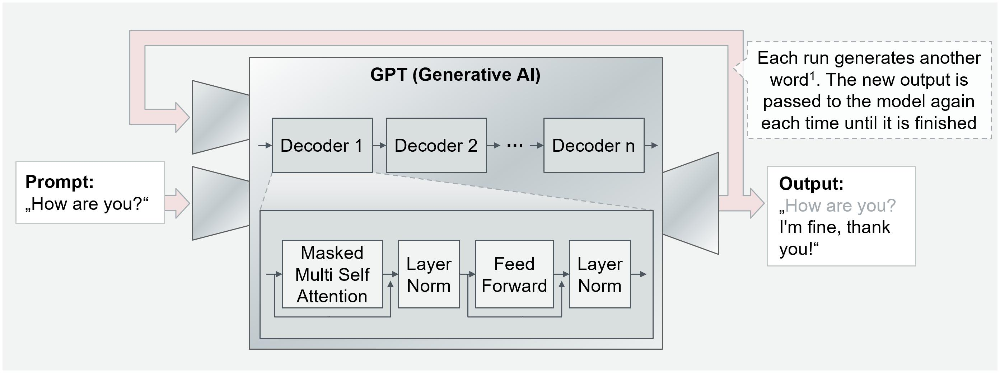 GPT (Generative AI)
Each run generates another
word¹. The new output is
passed to the model again
each time until it is finished
Decoder 1
Decoder 2
...
Decoder n
Prompt:
„How are you?“
Output:
„How are you?
I'm fine, thank
you!“
Masked
Multi Self
Attention
Layer
Norm
Feed
Forward
Layer
Norm